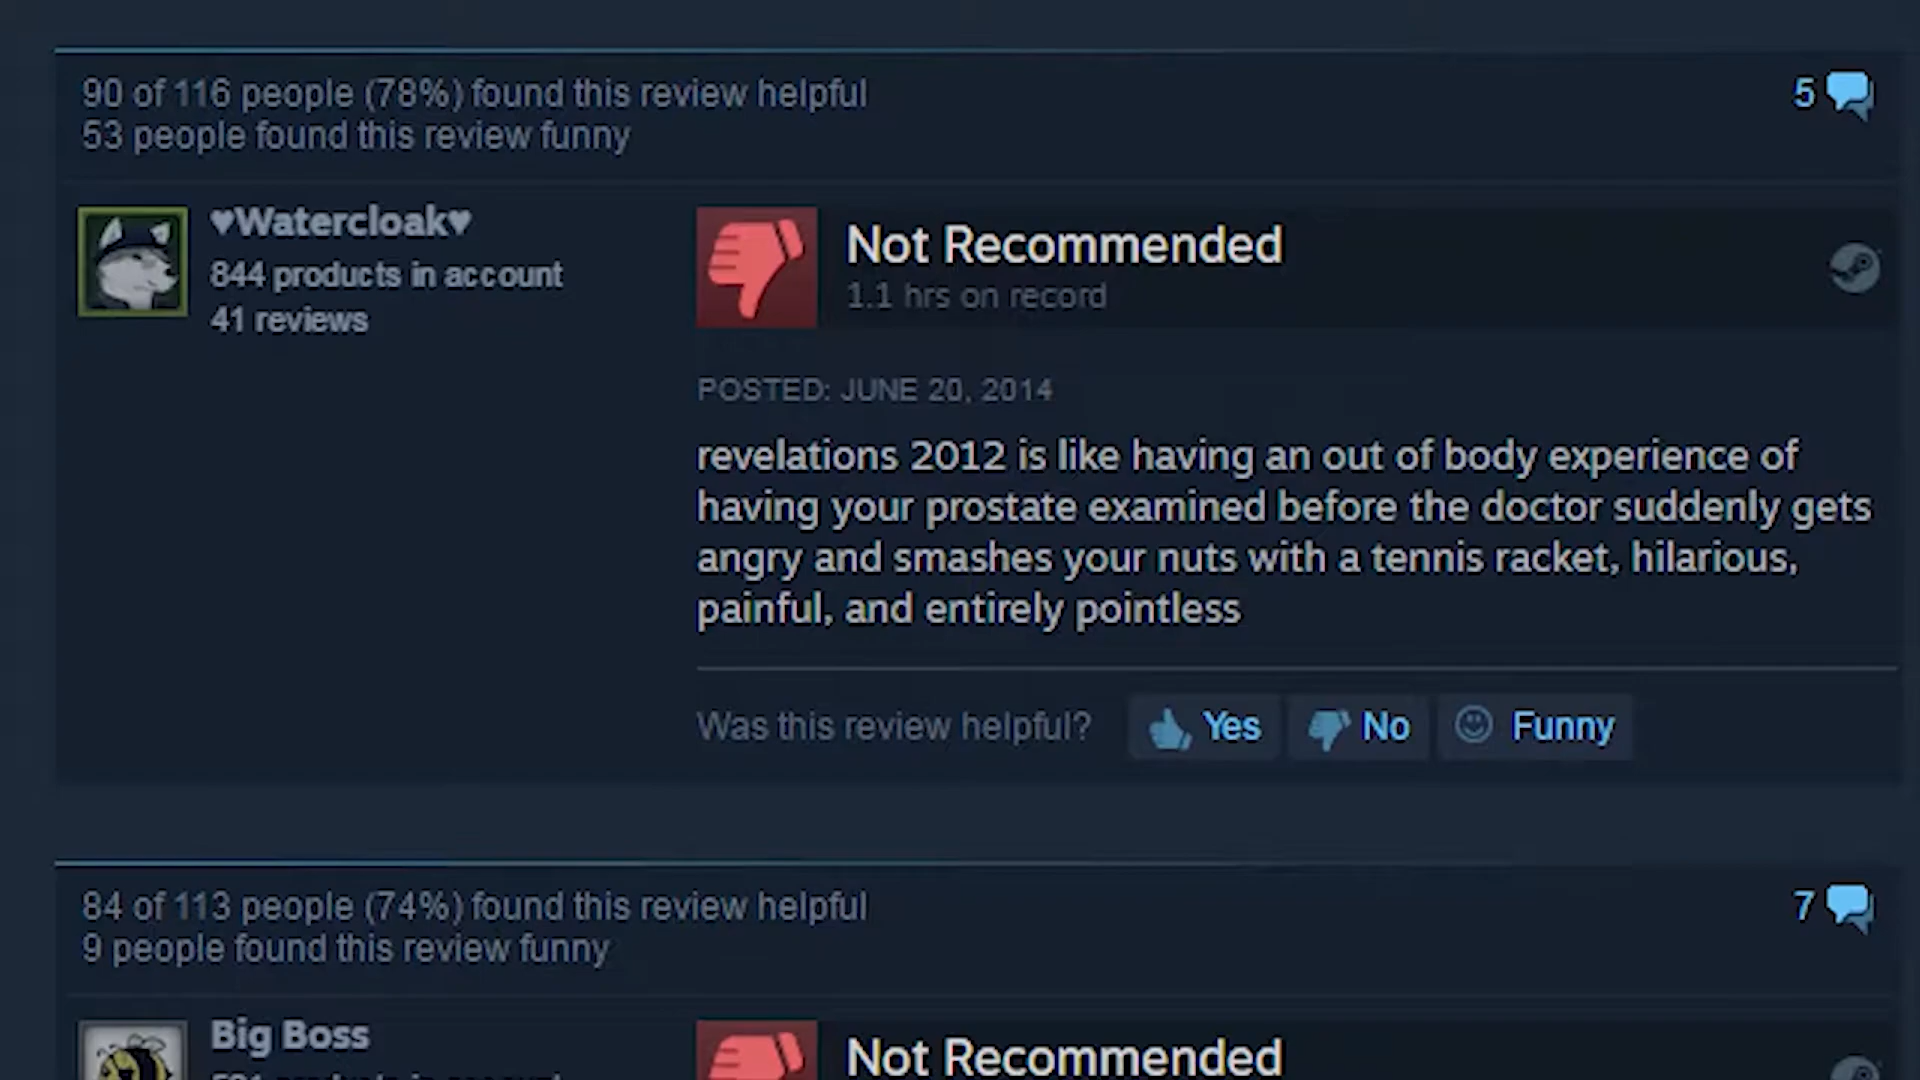 90 of 116 people (78%) found this review helpful
53 people found this review funny
5
♥Watercloak♥
844 products in account
41 reviews
Not Recommended
1.1 hrs on record
POSTED: JUNE 20, 2014
revelations 2012 is like having an out of body experience of
having your prostate examined before the doctor suddenly gets
angry and smashes your nuts with a tennis racket, hilarious,
painful, and entirely pointless
Was this review helpful? Yes No Funny
84 of 113 people (74%) found this review helpful
9 people found this review funny
7
Big Boss
products in account
Not Recommended